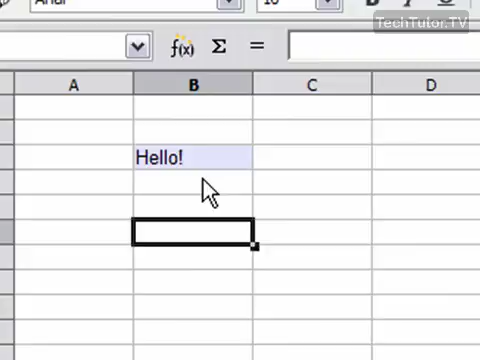 Arial
10
B
TechTutor.TV
f(x) Σ =
A B C D
Hello!